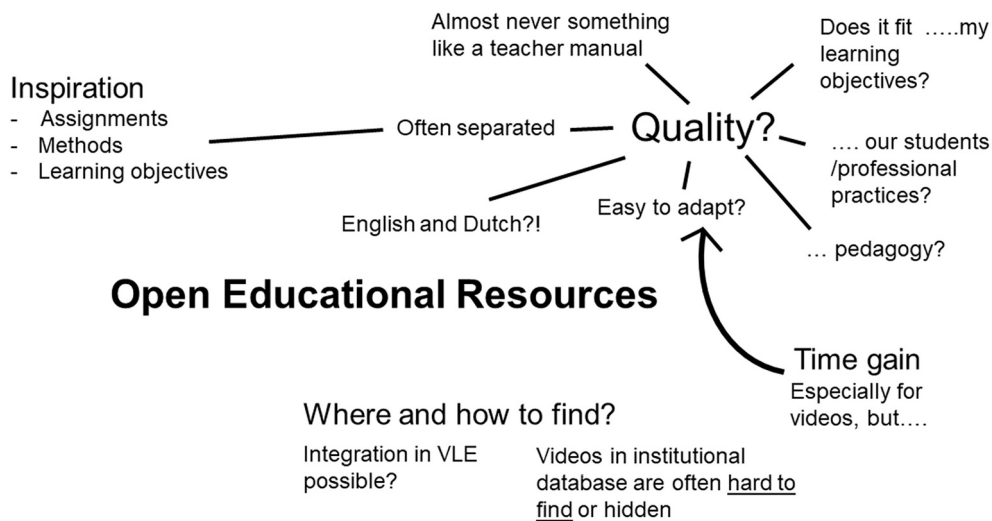 Almost never something
like a teacher manual
Does it fit …..my
learning
objectives?
Inspiration
- Assignments
- Methods
- Learning objectives
Often separated
Quality?
…. our students
/professional
practices?
English and Dutch?!
Easy to adapt?
… pedagogy?
Open Educational Resources
Time gain
Especially for
videos, but….
Where and how to find?
Integration in VLE
possible?
Videos in institutional
database are often hard to
find or hidden